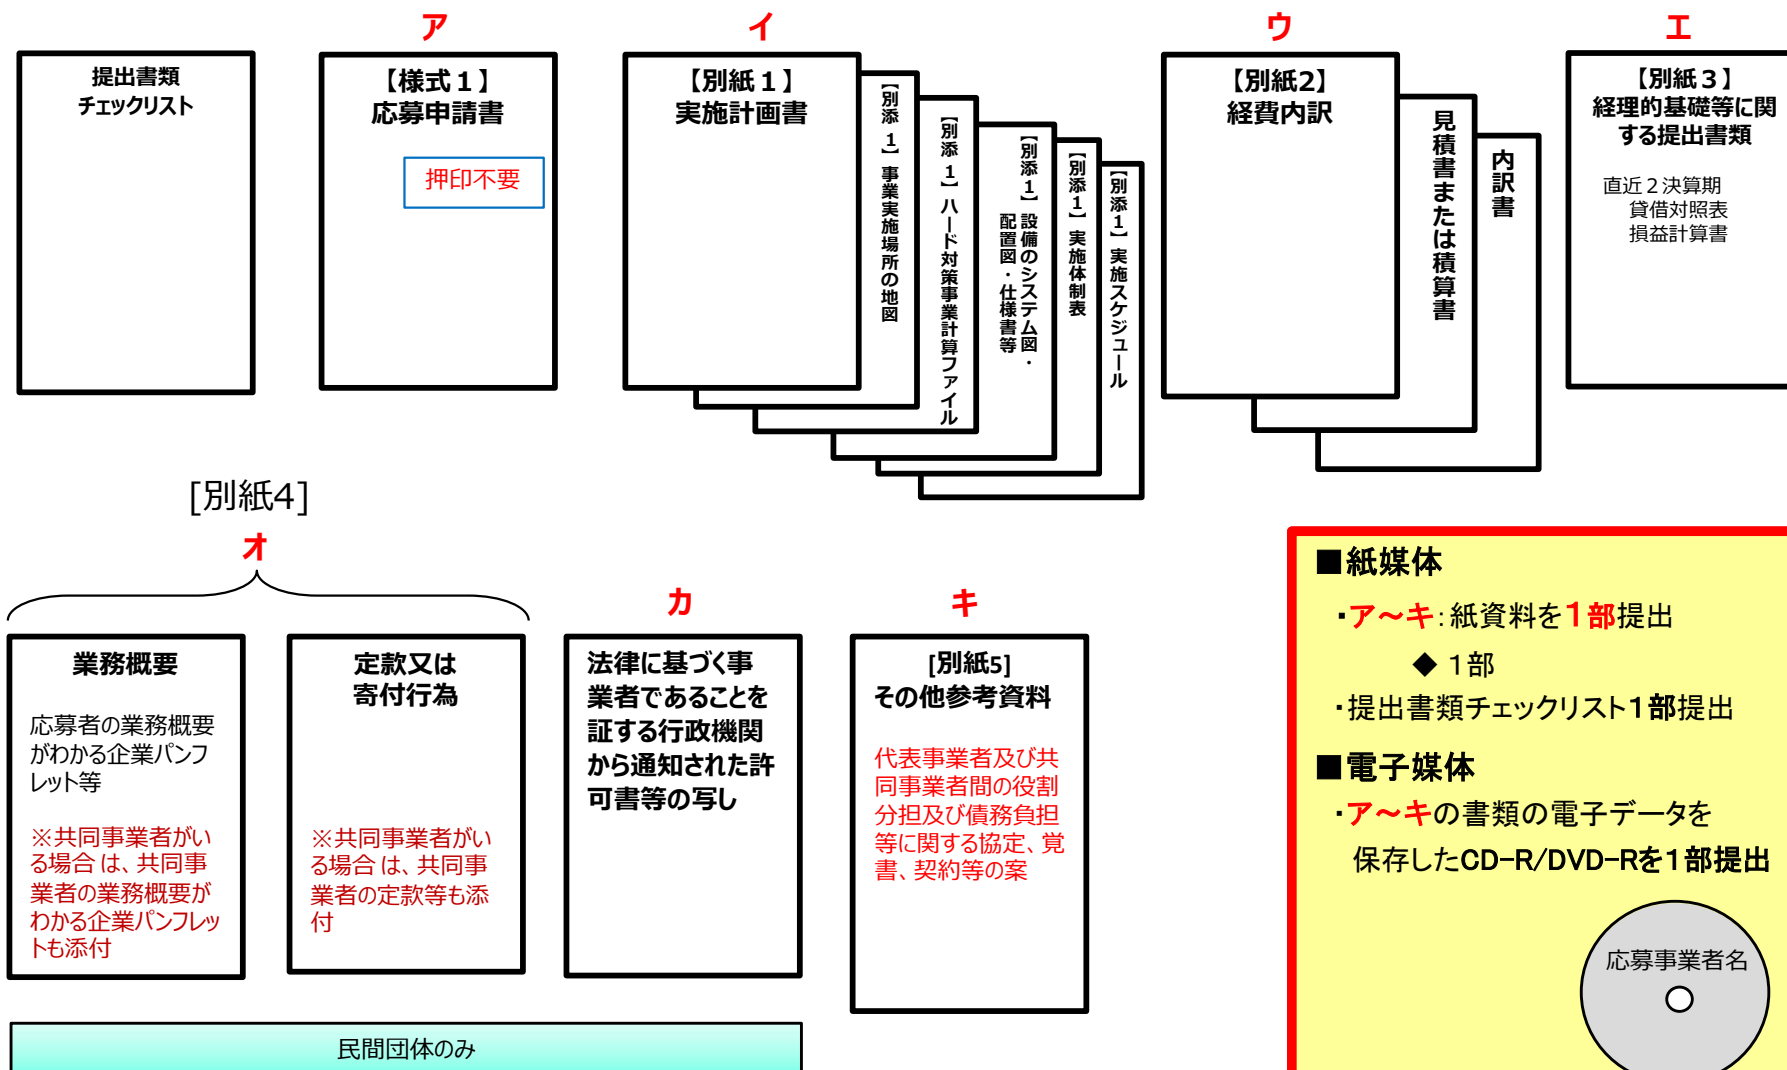 ア
イ
ウ
エ
提出書類
チェックリスト
【様式１】
応募申請書
押印不要
【別紙１】
実施計画書
【別添 1】事業実施場所の地図
【別添 1】ハード対策事業計算ファイル
【別添 1】設備のシステム図・
配置図・仕様書等
【別添 1】実施体制表
【別添 1】実施スケジュール
【別紙2】
経費内訳
見積書または積算書
内訳書
【別紙３】
経理的基礎等に関
する提出書類
直近２決算期
貸借対照表
損益計算書
[別紙4]
オ
カ
キ
業務概要
応募者の業務概要
がわかる企業パンフ
レット等
※共同事業者がい
る場合は、共同事
業者の業務概要が
わかる企業パンフレッ
トも添付
定款又は
寄付行為
※共同事業者がい
る場合は、共同事
業者の定款等も添
付
法律に基づく事
業者であることを
証する行政機関
から通知された許
可書等の写し
[別紙5]
その他参考資料
代表事業者及び共
同事業者間の役割
分担及び債務負担
等に関する協定、覚
書、契約等の案
民間団体のみ
■紙媒体
・ア～キ：紙資料を１部提出
◆ １部
・提出書類チェックリスト１部提出
■電子媒体
・ア～キの書類の電子データを
保存したCD-R/DVD-Rを１部提出
応募事業者名